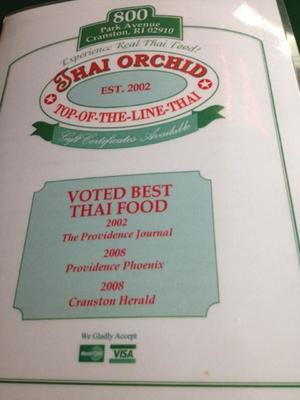 800
Park Avenue
Cranston, RI 02910
Experience Real Thai Food!
THAI ORCHID
EST. 2002
TOP-OF-THE-LINE-THAI
Gift Certificates Available
VOTED BEST
THAI FOOD
2002
The Providence Journal
2008
Providence Phoenix
2008
Cranston Herald
We Gladly Accept
MasterCard
VISA